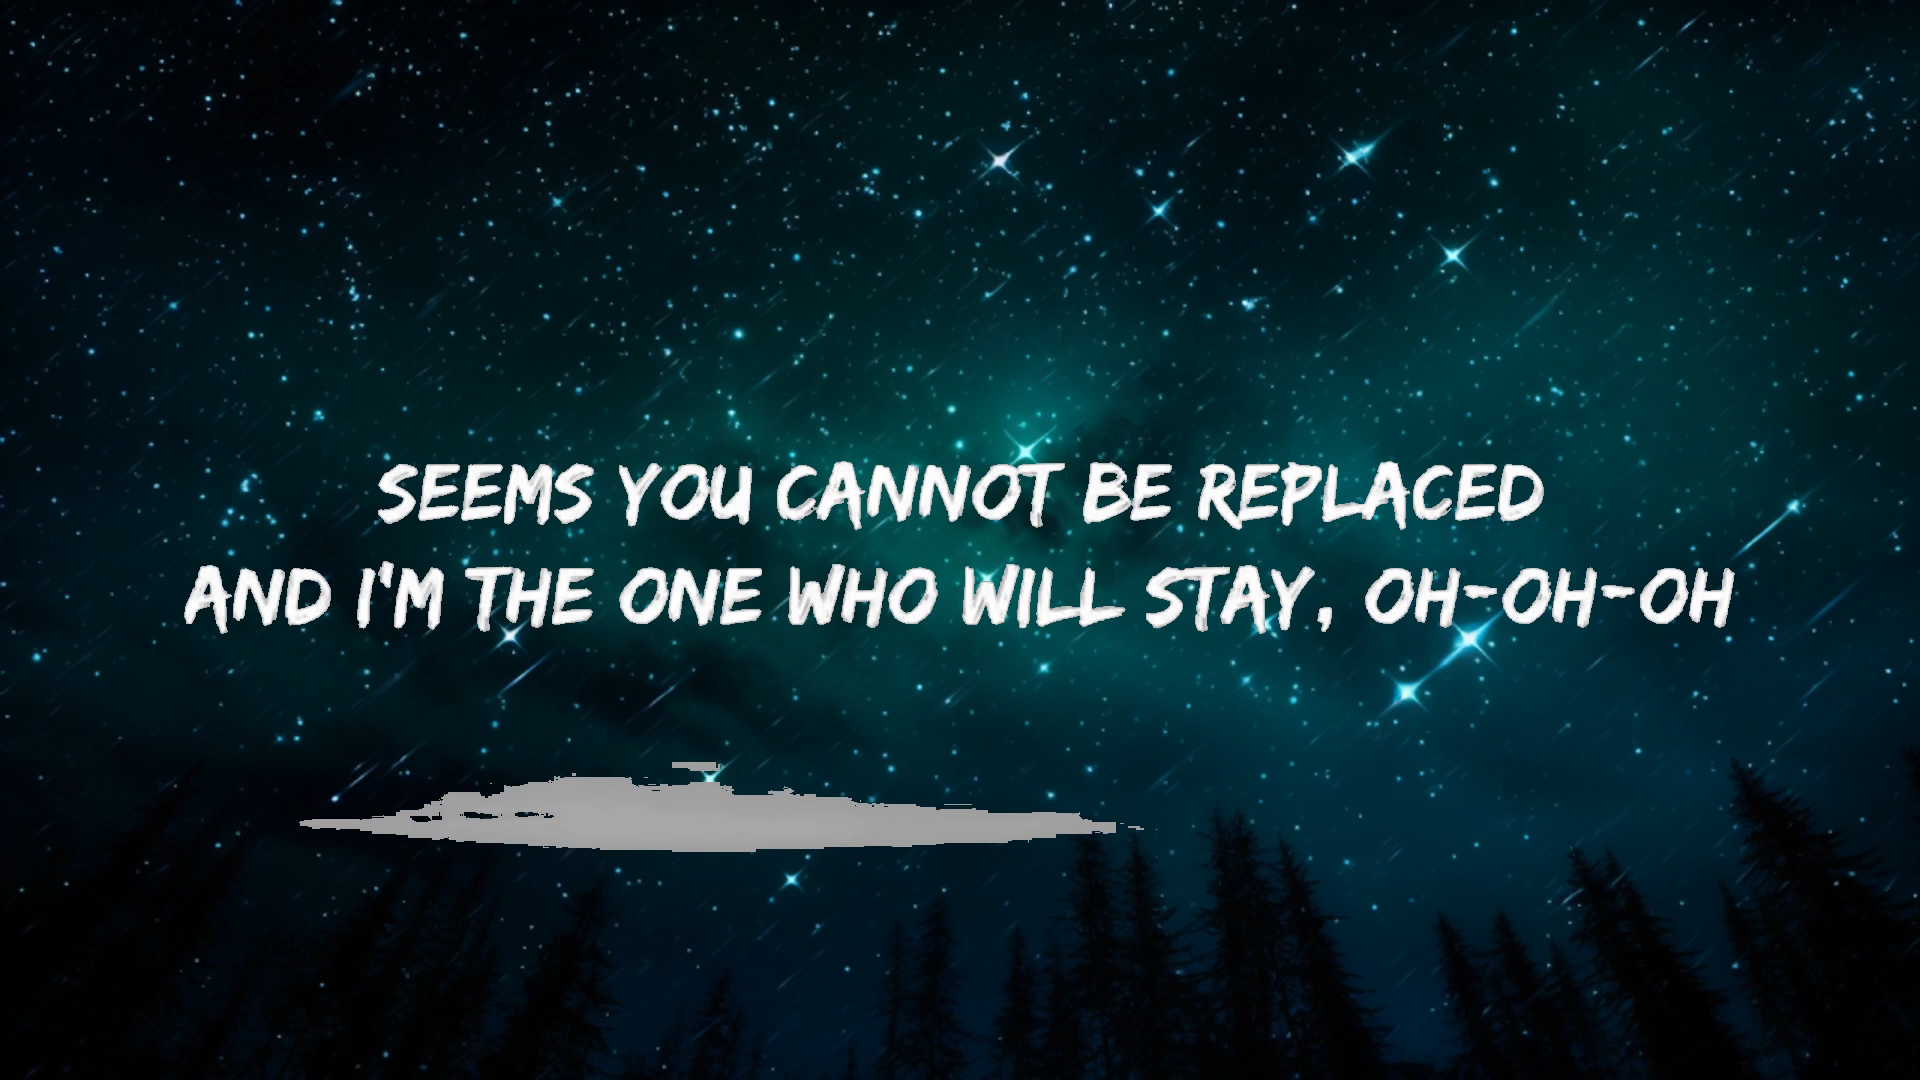 SEEMS YOU CANNOT BE REPLACED
AND I'M THE ONE WHO WILL STAY, OH-OH-OH